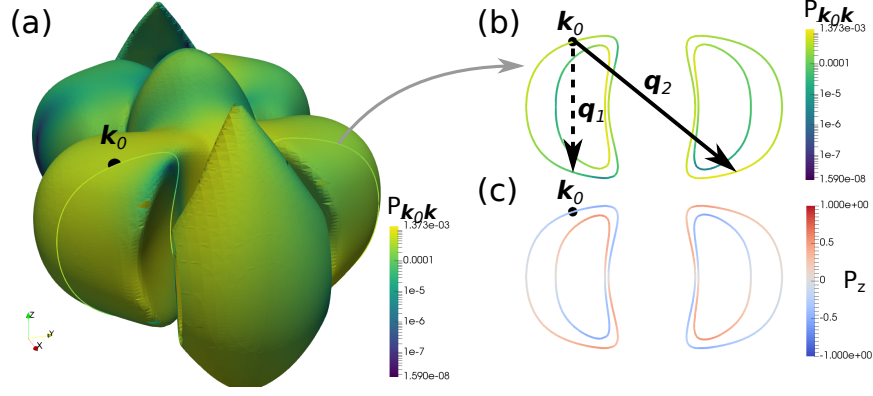 (a)
k0
P k0k
1.373e-03
0.0001
1e-5
1e-6
1e-7
1.590e-08
Z
Y
X
(b)
k0
q1
q2
P k0k
1.373e-03
0.0001
1e-5
1e-6
1e-7
1.590e-08
(c)
k0
1.000e+00
0.5
0
-0.5
-1.000e+00
Pz